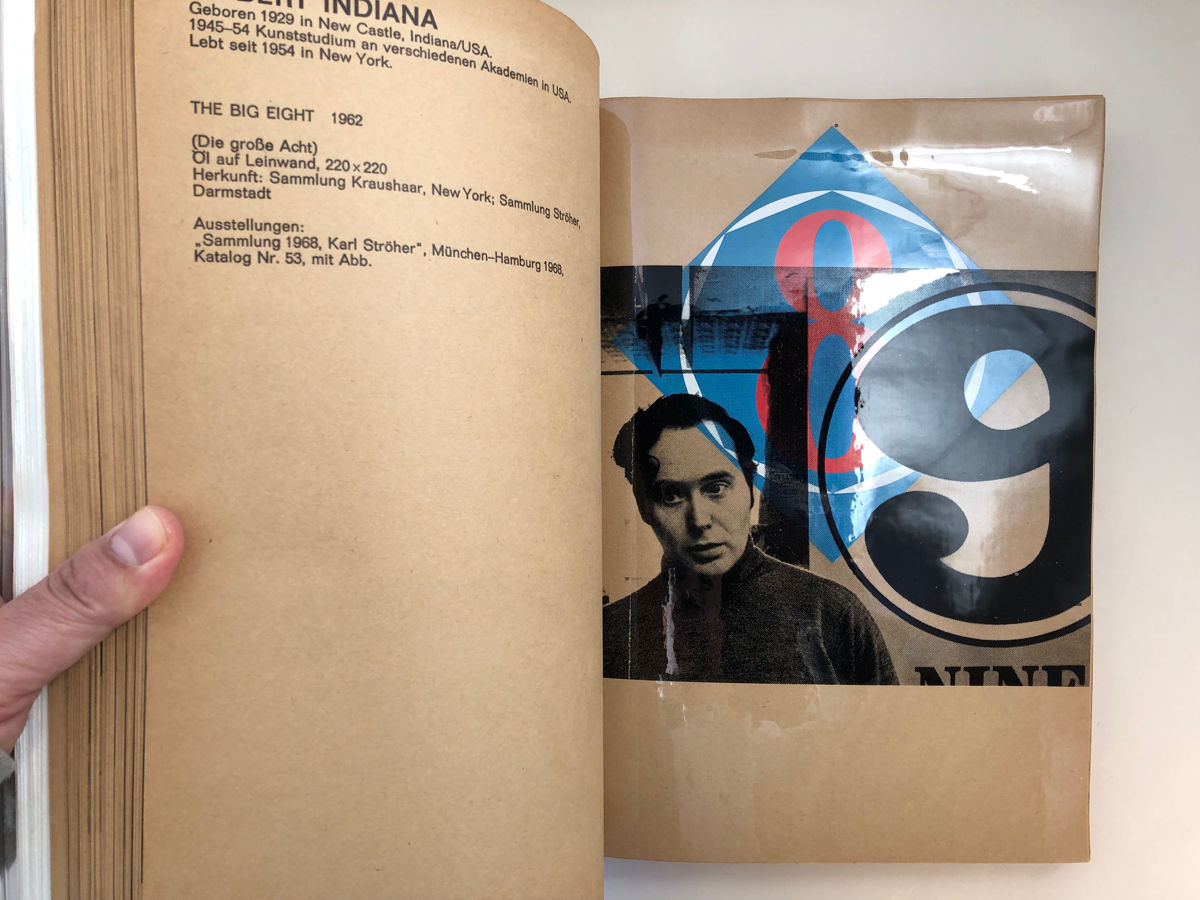 BERT INDIANA
Geboren 1929 in New Castle, Indiana/USA.
1945–54 Kunststudium an verschiedenen Akademien in USA.
Lebt seit 1954 in New York.
THE BIG EIGHT 1962
(Die große Acht)
Öl auf Leinwand, 220×220
Herkunft: Sammlung Kraushaar, New York; Sammlung Ströher,
Darmstadt
Ausstellungen:
„Sammlung 1968, Karl Ströher", München–Hamburg 1968,
Katalog Nr. 53, mit Abb.
8
9
NINE